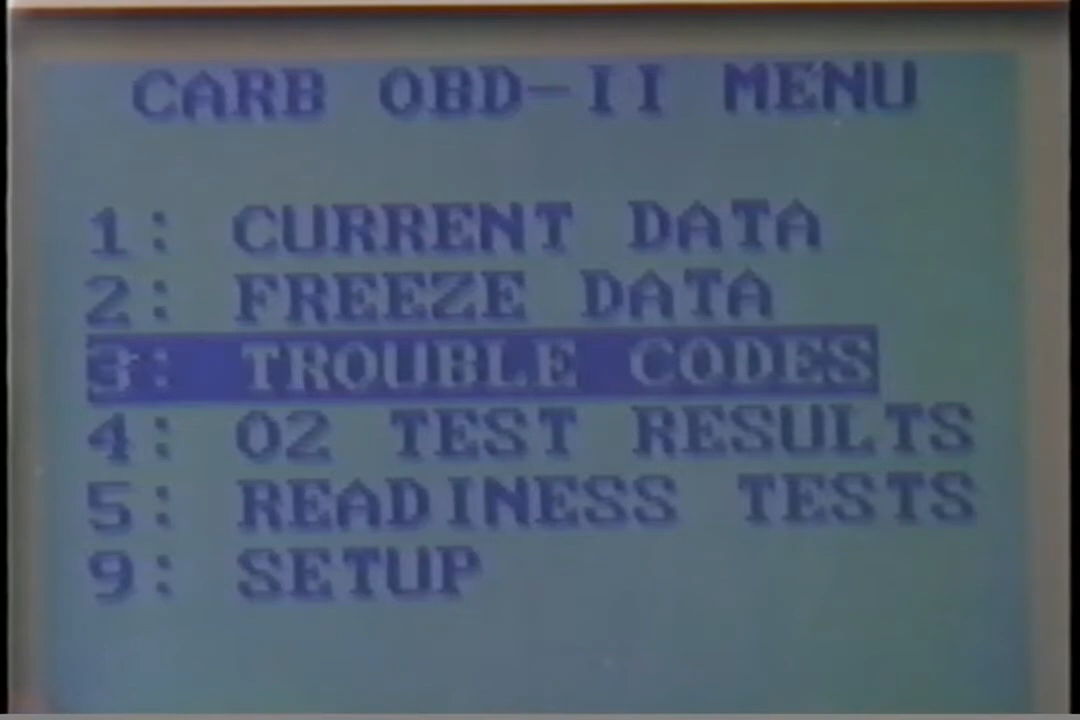 CARB OBD-II MENU
1: CURRENT DATA
2: FREEZE DATA
3: TROUBLE CODES
4: O2 TEST RESULTS
5: READINESS TESTS
9: SETUP